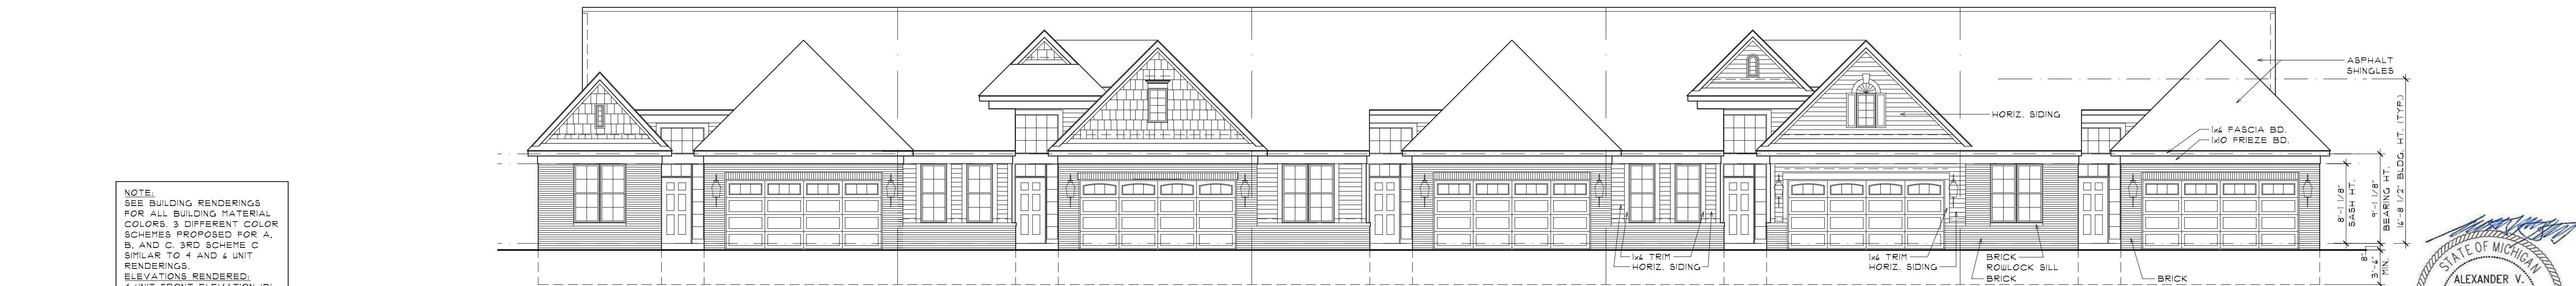 NOTE:
SEE BUILDING RENDERINGS
FOR ALL BUILDING MATERIAL
COLORS. 3 DIFFERENT COLOR
SCHEMES PROPOSED FOR A,
B, AND C. 3RD SCHEME C
SIMILAR TO 4 AND 6 UNIT
RENDERINGS.
ELEVATIONS RENDERED:
UNIT FRONT ELEVATION (B)
HORIZ. SIDING
ASPHALT
SHINGLES
1x6 FASCIA BD.
1x10 FRIEZE BD.
8'-1 1/8"
SASH HT.
9'-1 1/8"
BEARING HT.
16'-8 1/2" BLDG. HT. (TYP.)
8"
3'-6"
MIN.
1x6 TRIM
HORIZ. SIDING
1x6 TRIM
HORIZ. SIDING
BRICK
ROWLOCK SILL
BRICK
BRICK
STATE OF MICHIGAN
ALEXANDER V.